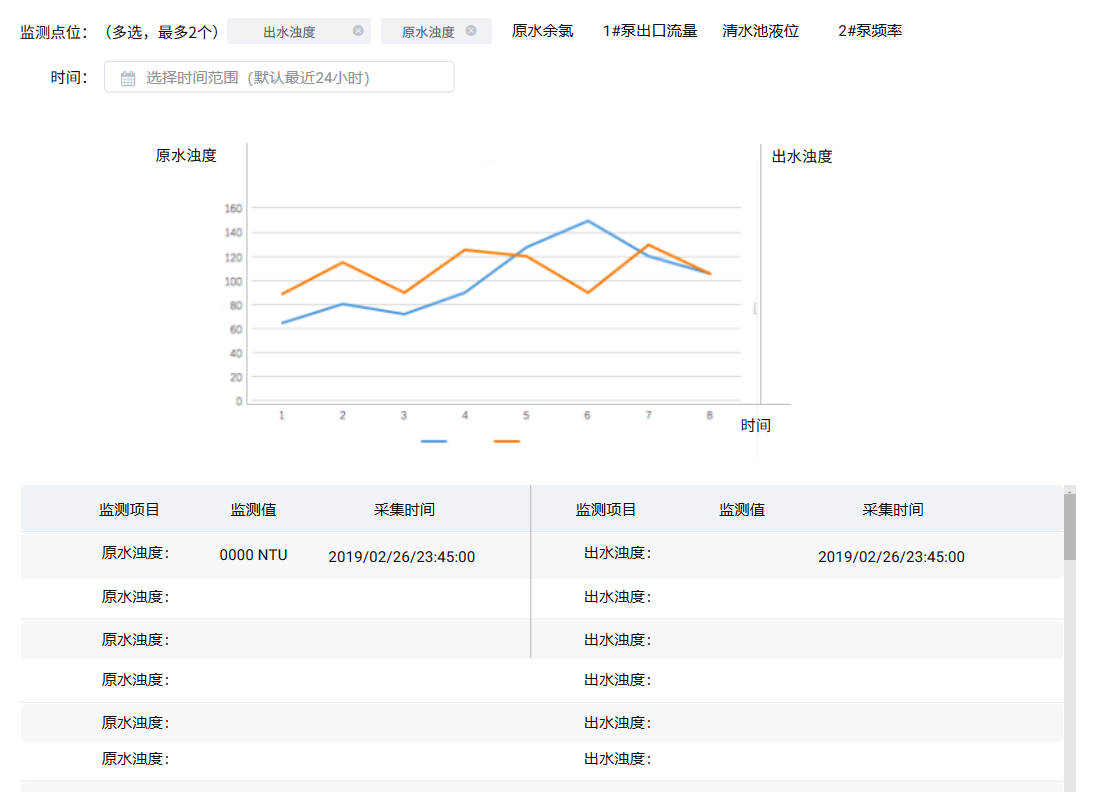 监测点位：（多选，最多2个） 出水浊度 原水浊度 原水余氯 1#泵出口流量 清水池液位 2#泵频率
时间： 选择时间范围（默认最近24小时）
原水浊度 出水浊度
160
140
120
100
80
60
40
20
0
1 2 3 4 5 6 7 8
时间
监测项目 监测值 采集时间 监测项目 监测值 采集时间
原水浊度： 0000 NTU 2019/02/26/23:45:00 出水浊度： 2019/02/26/23:45:00
原水浊度： 出水浊度：
原水浊度： 出水浊度：
原水浊度： 出水浊度：
原水浊度： 出水浊度：
原水浊度： 出水浊度：